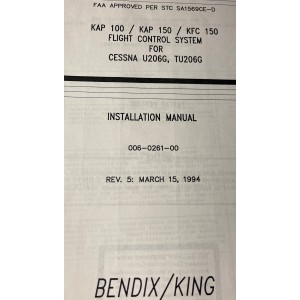 FAA APPROVED PER STC SA1569CE-D
KAP 100 / KAP 150 / KFC 150
FLIGHT CONTROL SYSTEM
FOR
CESSNA U206G, TU206G
INSTALLATION MANUAL
006-0261-00
REV. 5: MARCH 15, 1994
BENDIX/KING